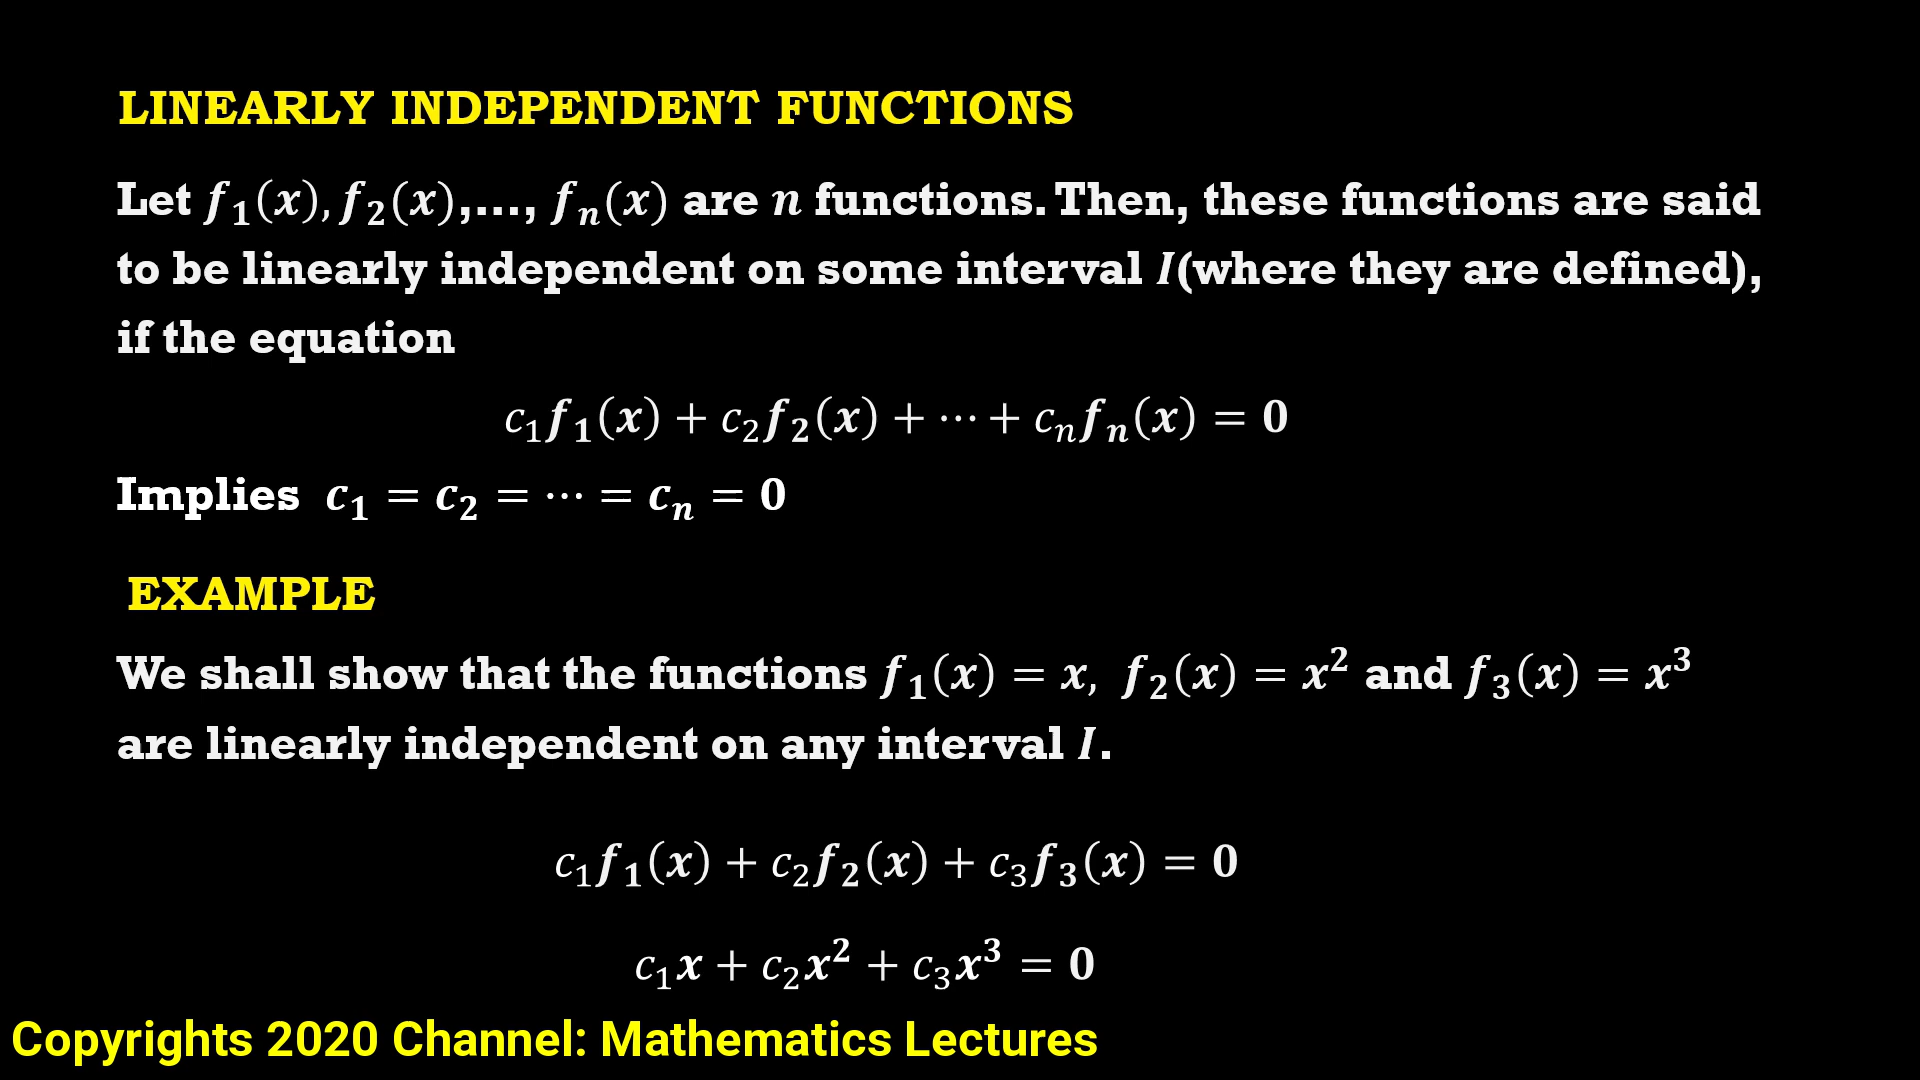 LINEARLY INDEPENDENT FUNCTIONS
Let 𝒇₁(𝒙), 𝒇₂(𝒙),..., 𝒇ₙ(𝒙) are 𝑛 functions. Then, these functions are said
to be linearly independent on some interval 𝑰(where they are defined),
if the equation
c₁𝒇₁(𝒙) + c₂𝒇₂(𝒙) + ⋯ + cₙ𝒇ₙ(𝒙) = 0
Implies c₁ = c₂ = ⋯ = cₙ = 0
EXAMPLE
We shall show that the functions 𝒇₁(𝒙) = 𝒙, 𝒇₂(𝒙) = 𝒙² and 𝒇₃(𝒙) = 𝒙³
are linearly independent on any interval 𝑰.
c₁𝒇₁(𝒙) + c₂𝒇₂(𝒙) + c₃𝒇₃(𝒙) = 0
c₁𝒙 + c₂𝒙² + c₃𝒙³ = 0
Copyrights 2020 Channel: Mathematics Lectures